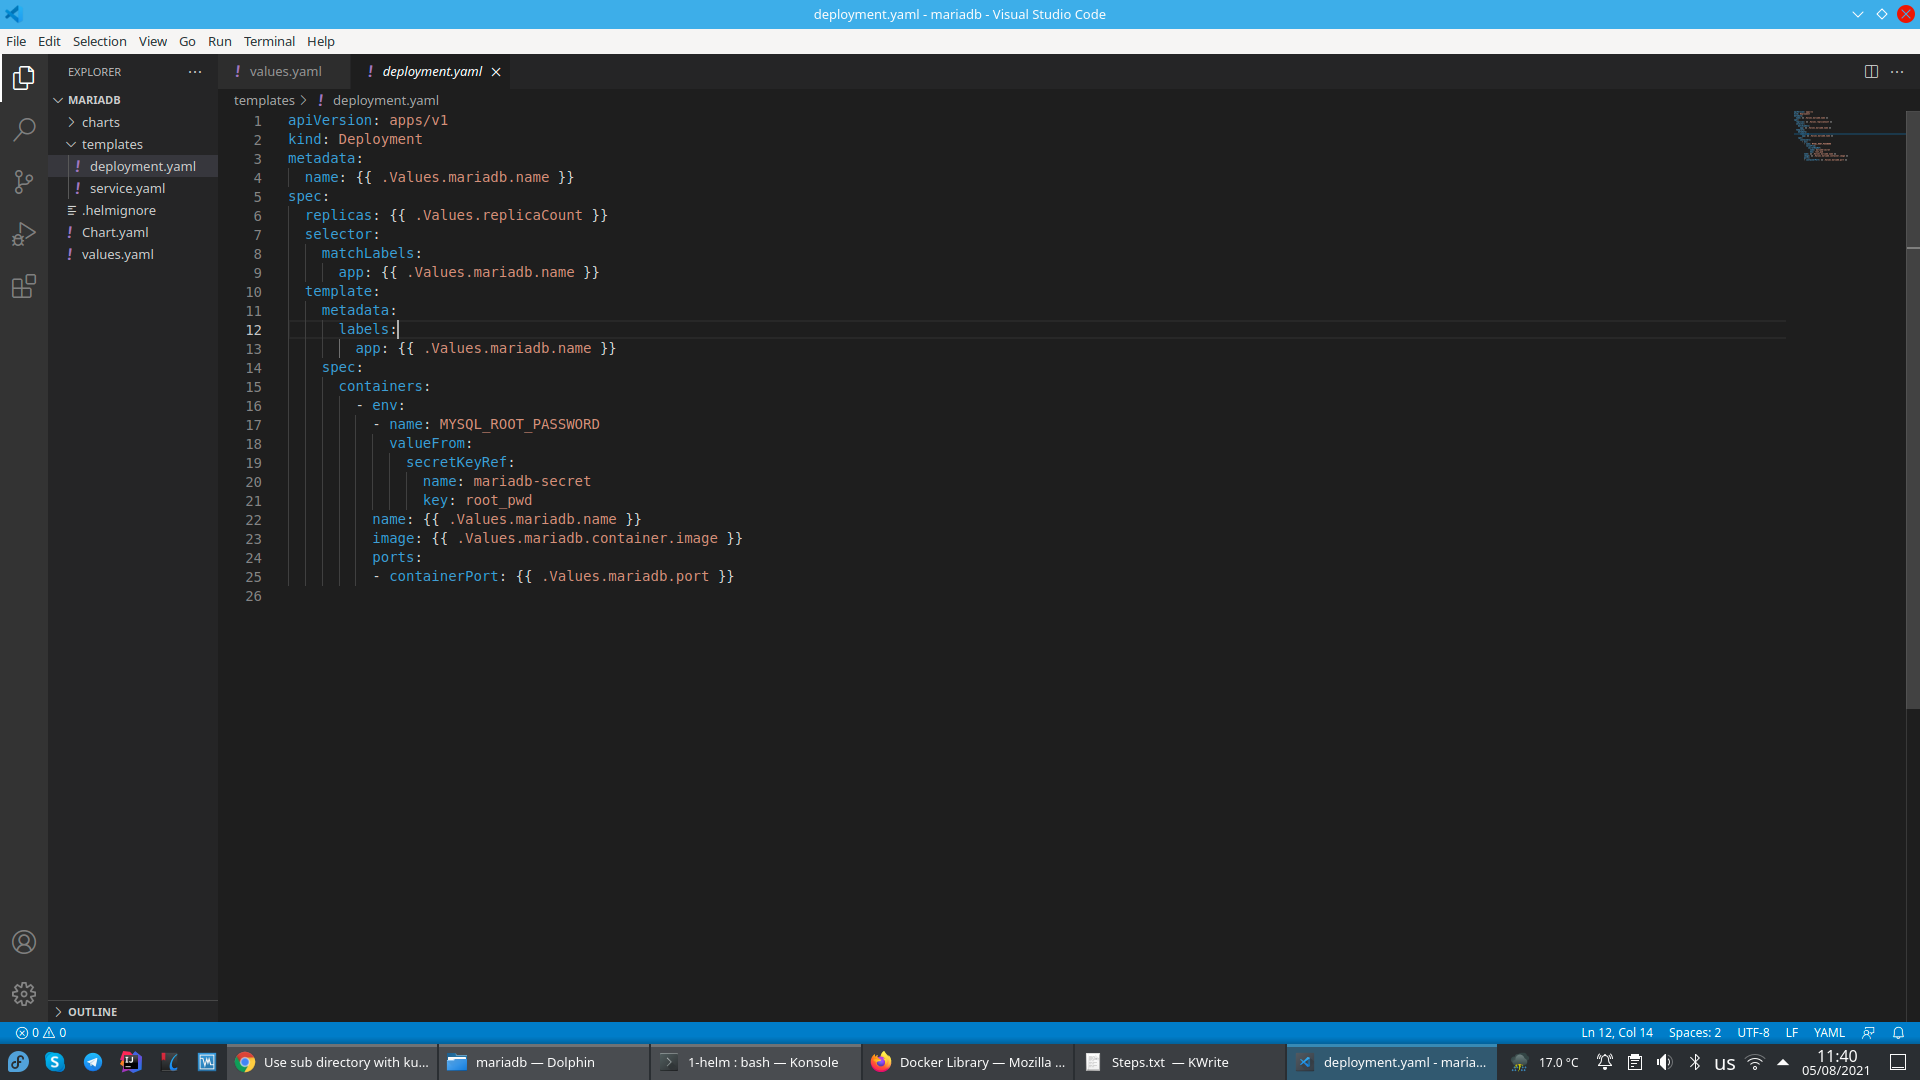 deployment.yaml - mariadb - Visual Studio Code
File Edit Selection View Go Run Terminal Help
EXPLORER
values.yaml
deployment.yaml
MARIADB
charts
templates
deployment.yaml
service.yaml
.helmignore
Chart.yaml
values.yaml
OUTLINE
templates > deployment.yaml
1 apiVersion: apps/v1
2 kind: Deployment
3 metadata:
4   name: {{ .Values.mariadb.name }}
5 spec:
6   replicas: {{ .Values.replicaCount }}
7   selector:
8     matchLabels:
9       app: {{ .Values.mariadb.name }}
10   template:
11     metadata:
12       labels:
13         app: {{ .Values.mariadb.name }}
14     spec:
15       containers:
16         - env:
17           - name: MYSQL_ROOT_PASSWORD
18             valueFrom:
19               secretKeyRef:
20                 name: mariadb-secret
21                 key: root_pwd
22           name: {{ .Values.mariadb.name }}
23           image: {{ .Values.mariadb.container.image }}
24           ports:
25           - containerPort: {{ .Values.mariadb.port }}
26
0 0
Ln 12, Col 14 Spaces: 2 UTF-8 LF YAML
Use sub directory with ku...
mariadb — Dolphin
1-helm : bash — Konsole
Docker Library — Mozilla ...
Steps.txt — KWrite
deployment.yaml - maria...
17.0 °C
us
11:40
05/08/2021